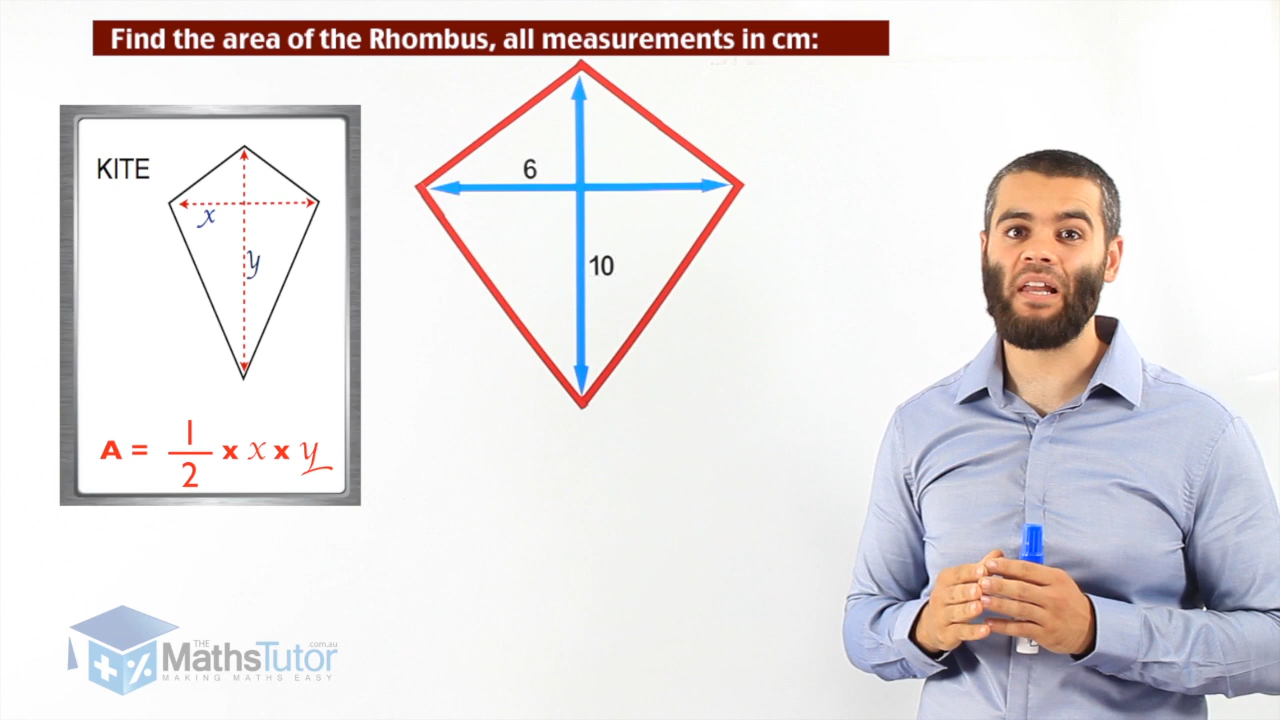 Find the area of the Rhombus, all measurements in cm:
KITE
x
y
A = 1/2 x x x y
6
10
THE MathsTutor .com.au
MAKING MATHS EASY